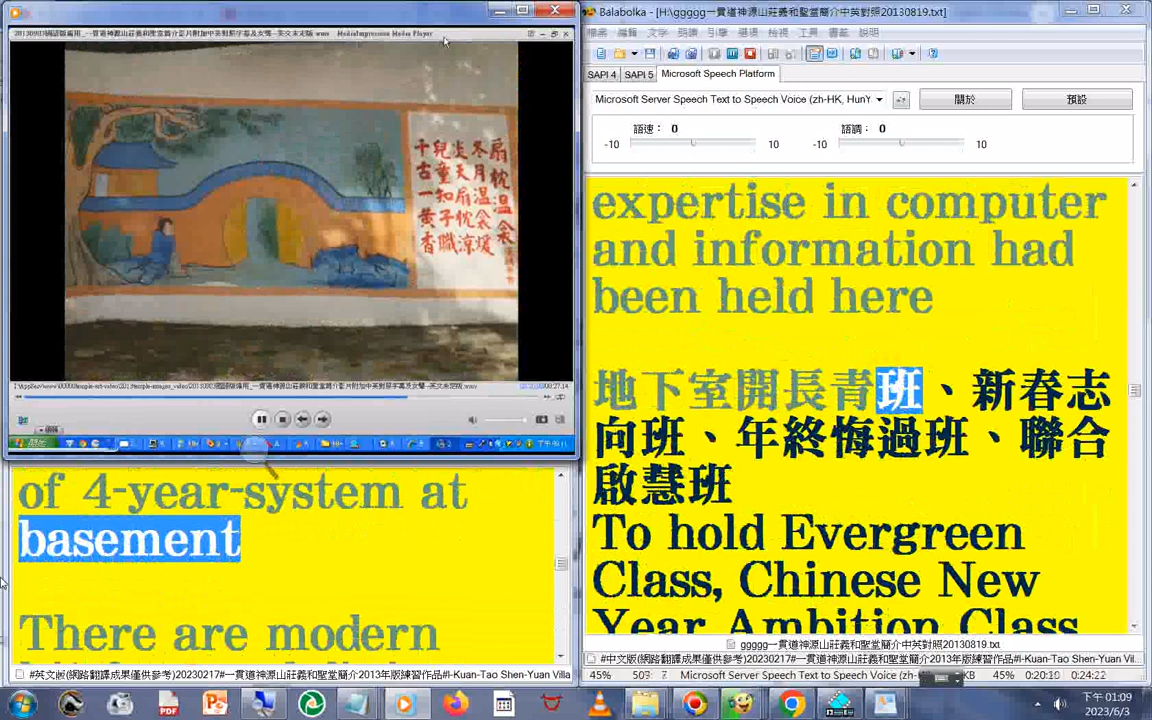 Balabolka - [H:\ggggg一貫道神源山莊義和聖堂簡介中英對照20130819.txt]
SAPI 4 SAPI 5 Microsoft Speech Platform
Microsoft Server Speech Text to Speech Voice (zh-HK, HunY
關於
預設
語速： 0
語調： 0
-10 10 -10 10
扇枕溫衾
冬月溫衾煖
炎天扇枕涼
兒童知子職
千古一黃香
expertise in computer
and information had
been held here
地下室開長青班、新春志
向班、年終悔過班、聯合
啟慧班
To hold Evergreen
Class, Chinese New
Year Ambition Class
of 4-year-system at
basement
There are modern
ggggg一貫道神源山莊義和聖堂簡介中英對照20130819.txt
#英文版(網路翻譯成果僅供參考)20230217#一貫道神源山莊義和聖堂簡介2013年版練習作品#I-Kuan-Tao Shen-Yuan Villa
#中文版(網路翻譯成果僅供參考)20230217#一貫道神源山莊義和聖堂簡介2013年版練習作品#I-Kuan-Tao Shen-Yuan Vil...
45% Microsoft Server Speech Text to Speech Voice 45% 0:20:19 / 0:24:22
下午 01:09
2023/6/3